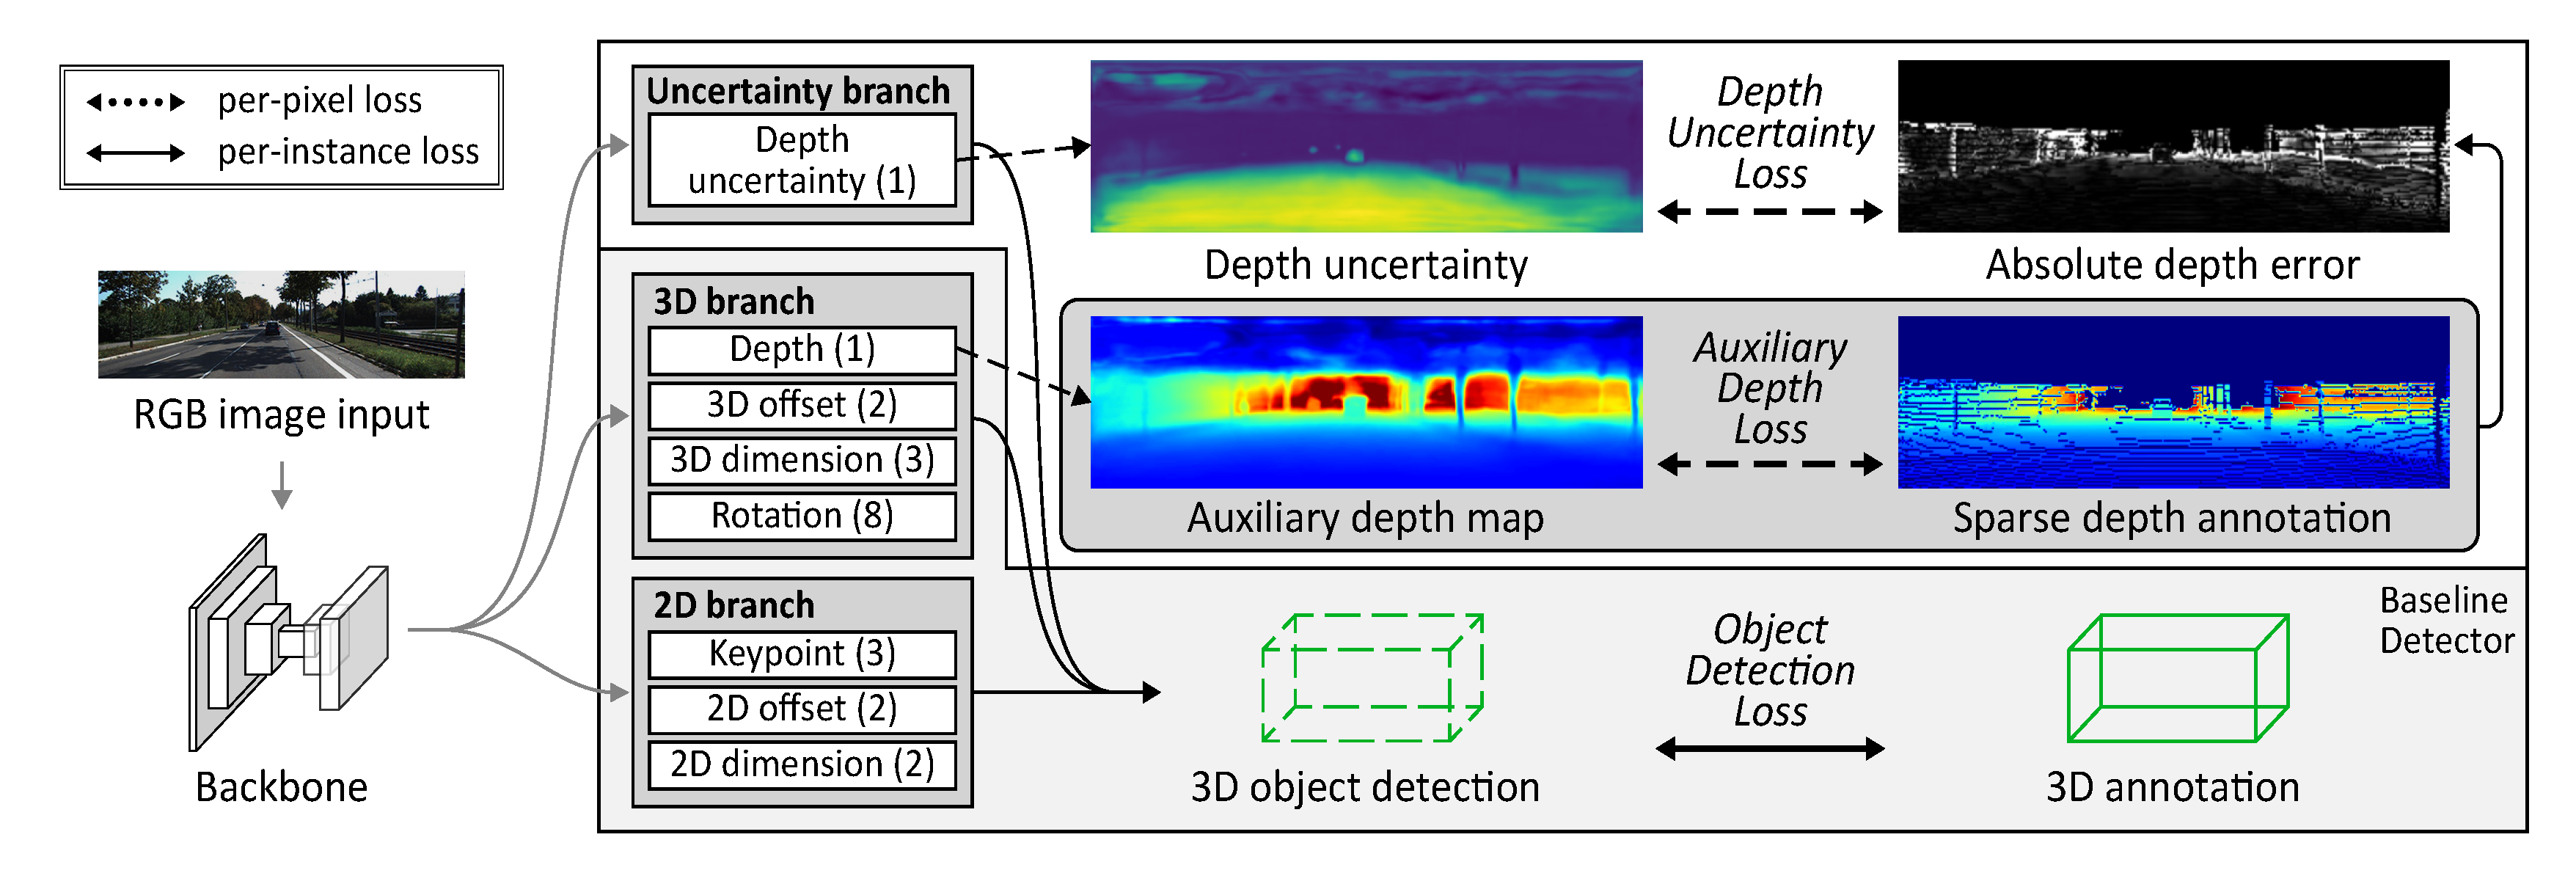 per-pixel loss
per-instance loss
RGB image input
Backbone
Uncertainty branch
Depth
uncertainty (1)
3D branch
Depth (1)
3D offset (2)
3D dimension (3)
Rotation (8)
2D branch
Keypoint (3)
2D offset (2)
2D dimension (2)
Depth uncertainty
Depth
Uncertainty
Loss
Absolute depth error
Auxiliary depth map
Auxiliary
Depth
Loss
Sparse depth annotation
3D object detection
Object
Detection
Loss
3D annotation
Baseline
Detector